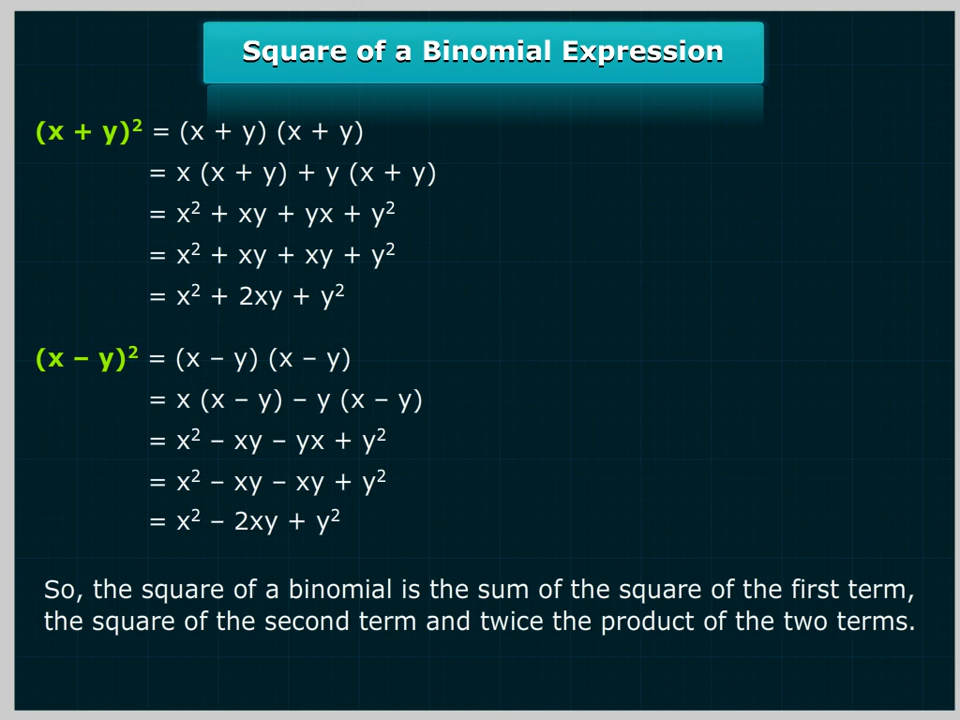 Square of a Binomial Expression
(x + y)² = (x + y) (x + y)
= x (x + y) + y (x + y)
= x² + xy + yx + y²
= x² + xy + xy + y²
= x² + 2xy + y²
(x – y)² = (x – y) (x – y)
= x (x – y) – y (x – y)
= x² – xy – yx + y²
= x² – xy – xy + y²
= x² – 2xy + y²
So, the square of a binomial is the sum of the square of the first term,
the square of the second term and twice the product of the two terms.